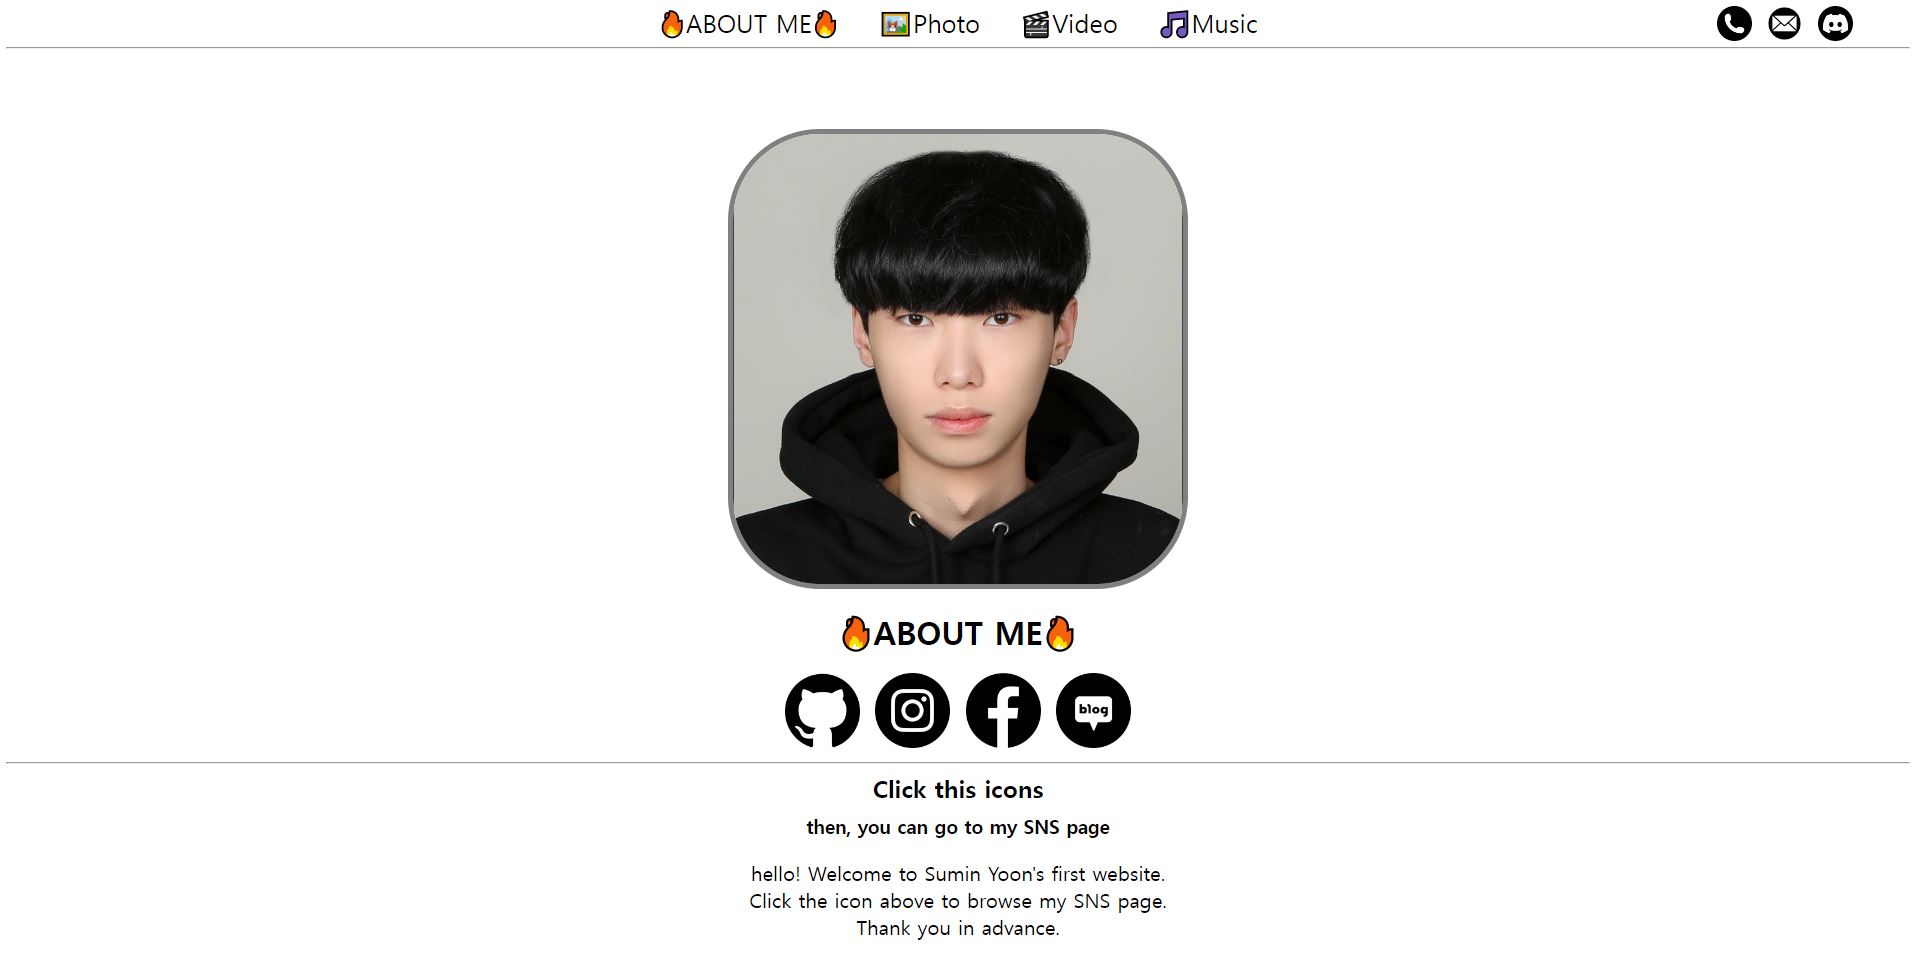 🔥ABOUT ME🔥
🖼️Photo
🎬Video
🎵Music
🔥ABOUT ME🔥
blog
Click this icons
then, you can go to my SNS page
hello! Welcome to Sumin Yoon's first website.
Click the icon above to browse my SNS page.
Thank you in advance.